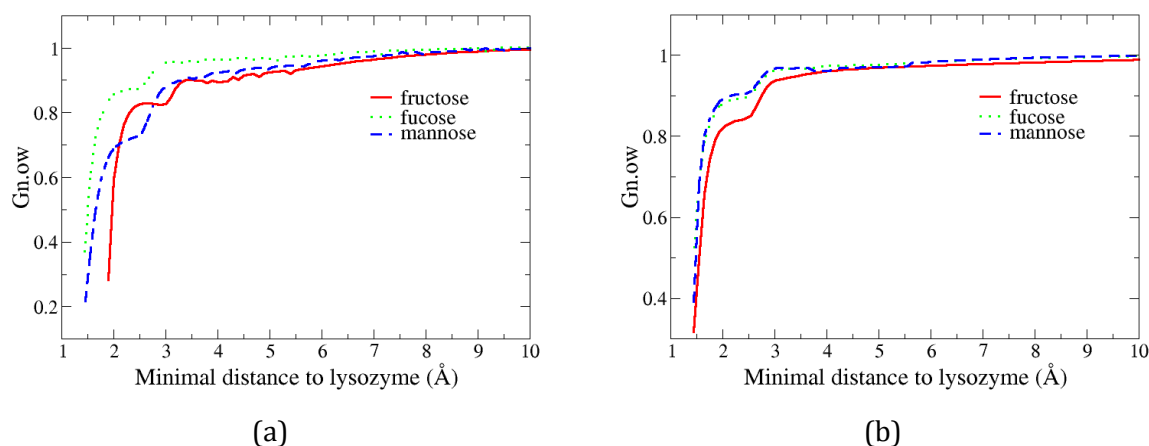 1
0.8
0.6
0.4
0.2
Gn.ow
fructose
fucose
mannose
1 2 3 4 5 6 7 8 9 10
Minimal distance to lysozyme (Å)
(a)
1
0.8
0.6
0.4
Gn.ow
fructose
fucose
mannose
1 2 3 4 5 6 7 8 9 10
Minimal distance to lysozyme (Å)
(b)